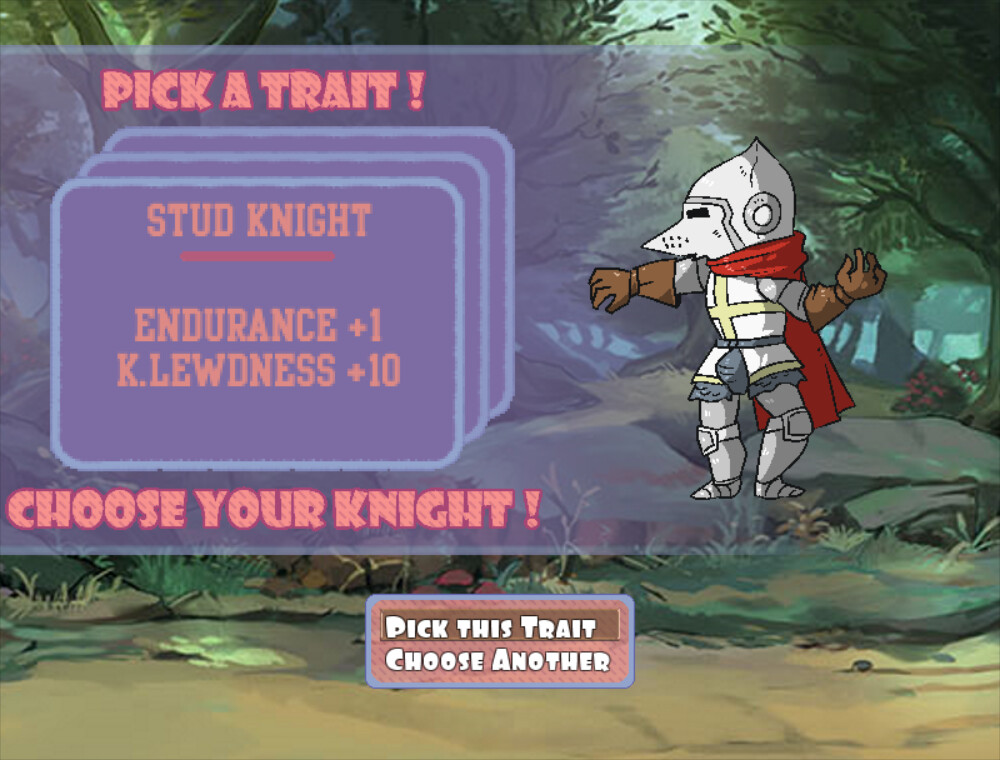 PICK A TRAIT !
STUD KNIGHT
ENDURANCE +1
K.LEWDNESS +10
CHOOSE YOUR KNIGHT !
PICK THIS TRAIT
CHOOSE ANOTHER